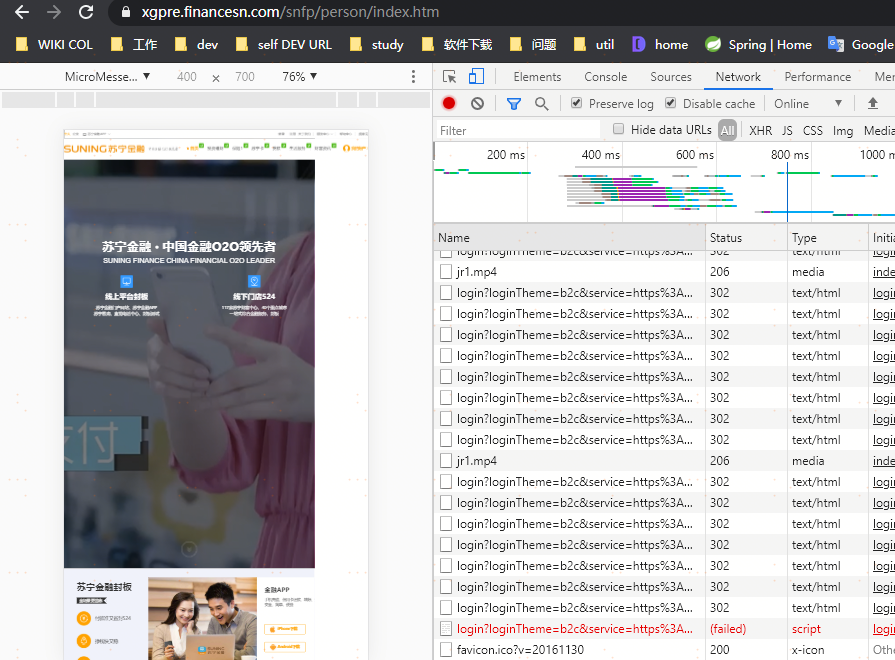 xgpre.financesn.com/snfp/person/index.htm
WIKI COL 工作 dev self DEV URL study 软件下载 问题 util home Spring | Home Google
MicroMesse... ▼ 400 × 700 76% ▼
Elements Console Sources Network Performance Mer
Preserve log Disable cache Online ▼
Filter Hide data URLs All XHR JS CSS Img Media
200 ms 400 ms 600 ms 800 ms 1000 m
Name Status Type Initia
login?loginTheme=b2c&service=https%3A... 302 text/html login
jr1.mp4 206 media inde
login?loginTheme=b2c&service=https%3A... 302 text/html login
login?loginTheme=b2c&service=https%3A... 302 text/html login
login?loginTheme=b2c&service=https%3A... 302 text/html login
login?loginTheme=b2c&service=https%3A... 302 text/html login
login?loginTheme=b2c&service=https%3A... 302 text/html login
login?loginTheme=b2c&service=https%3A... 302 text/html login
login?loginTheme=b2c&service=https%3A... 302 text/html login
login?loginTheme=b2c&service=https%3A... 302 text/html login
jr1.mp4 206 media inde
login?loginTheme=b2c&service=https%3A... 302 text/html login
login?loginTheme=b2c&service=https%3A... 302 text/html login
login?loginTheme=b2c&service=https%3A... 302 text/html login
login?loginTheme=b2c&service=https%3A... 302 text/html login
login?loginTheme=b2c&service=https%3A... 302 text/html login
login?loginTheme=b2c&service=https%3A... 302 text/html login
login?loginTheme=b2c&service=https%3A... 302 text/html login
login?loginTheme=b2c&service=https%3A... (failed) script login
favicon.ico?v=20161130 200 x-icon Othe
SUNING 苏宁金融
苏宁金融·中国金融O2O领先者
SUNING FINANCE CHINA FINANCIAL O2O LEADER
线上平台封板 线下门店524
支付
苏宁金融封板
金融APP